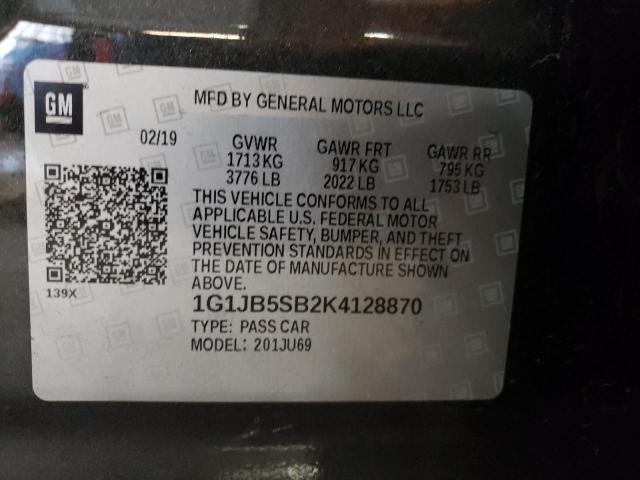 GM
MFD BY GENERAL MOTORS LLC
02/19
GVWR GAWR FRT GAWR RR
1713 KG 917 KG 795 KG
3776 LB 2022 LB 1753 LB
THIS VEHICLE CONFORMS TO ALL
APPLICABLE U.S. FEDERAL MOTOR
VEHICLE SAFETY, BUMPER, AND THEFT
PREVENTION STANDARDS IN EFFECT ON
THE DATE OF MANUFACTURE SHOWN
ABOVE.
139X
1G1JB5SB2K4128870
TYPE: PASS CAR
MODEL: 201JU69